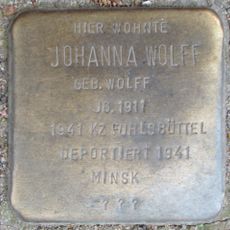 HIER WOHNTE
JOHANNA WOLFF
GEB. WOLFF
JG. 1911
1941 KZ FUHLSBÜTTEL
DEPORTIERT 1941
MINSK
- ? ? ?